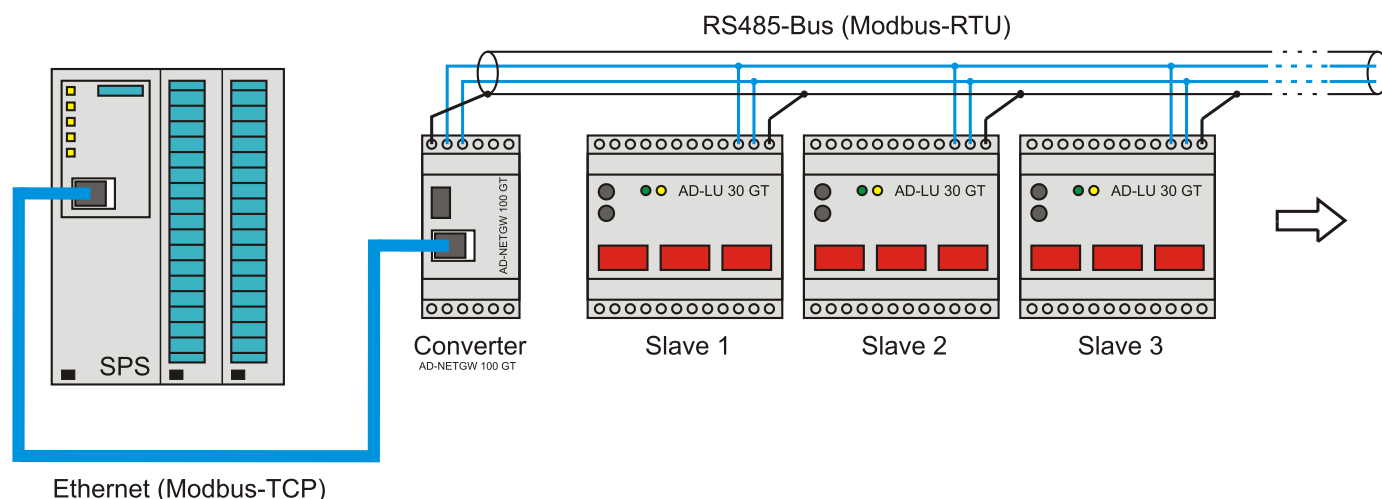 RS485-Bus (Modbus-RTU)
AD-NETGW 100 GT
AD-LU 30 GT
AD-LU 30 GT
AD-LU 30 GT
SPS
Converter
AD-NETGW 100 GT
Slave 1
Slave 2
Slave 3
Ethernet (Modbus-TCP)